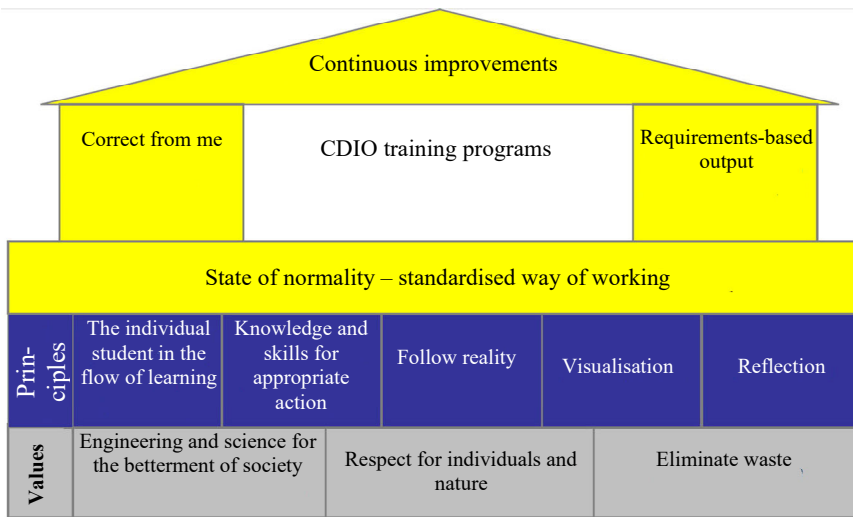 Continuous improvements
Correct from me
CDIO training programs
Requirements-based
output
State of normality – standardised way of working
Prin-
ciples
The individual
student in the
flow of learning
Knowledge and
skills for
appropriate
action
Follow reality
Visualisation
Reflection
Values
Engineering and science for
the betterment of society
Respect for individuals and
nature
Eliminate waste